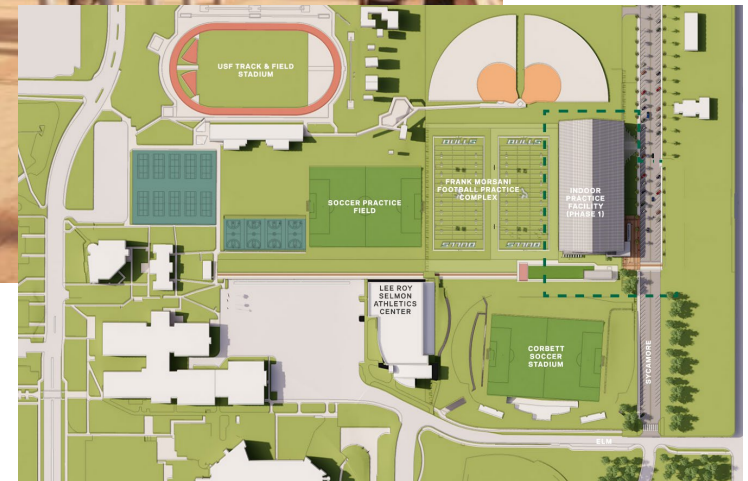 USF TRACK & FIELD
STADIUM
BULLS
BULLS
FRANK MORSANI
FOOTBALL PRACTICE
COMPLEX
INDOOR
PRACTICE
FACILITY
(PHASE 1)
SOCCER PRACTICE
FIELD
BULLS
BULLS
LEE ROY
SELMON
ATHLETICS
CENTER
CORBETT
SOCCER
STADIUM
SYCAMORE
ELM